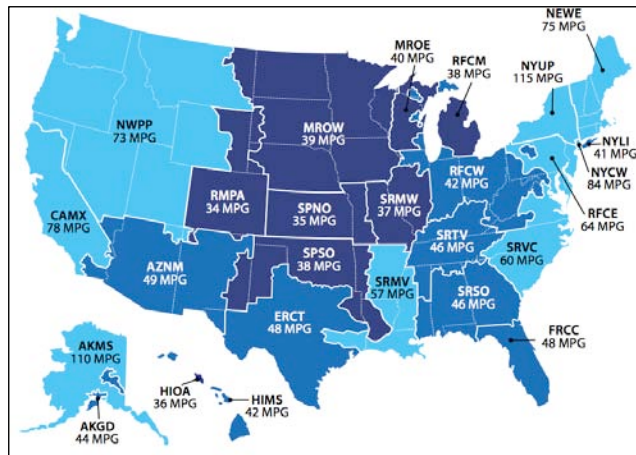 NEWE
75 MPG
MROE
40 MPG
RFCM
38 MPG
NYUP
115 MPG
NWPP
73 MPG
MROW
39 MPG
NYLI
41 MPG
NYCW
84 MPG
RFCW
42 MPG
RMPA
34 MPG
SPNO
35 MPG
SRMW
37 MPG
RFCE
64 MPG
CAMX
78 MPG
SRTV
46 MPG
SRVC
60 MPG
SPSO
38 MPG
AZNM
49 MPG
SRMV
57 MPG
SRSO
46 MPG
ERCT
48 MPG
FRCC
48 MPG
AKMS
110 MPG
HIOA
36 MPG
HIMS
42 MPG
AKGD
44 MPG